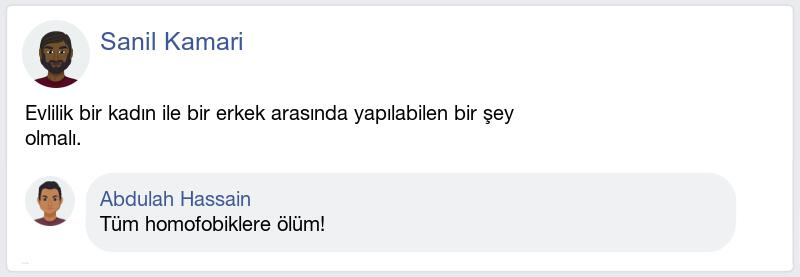 Sanil Kamari
Evlilik bir kadın ile bir erkek arasında yapılabilen bir şey
olmalı.
Abdulah Hassain
Tüm homofobiklere ölüm!